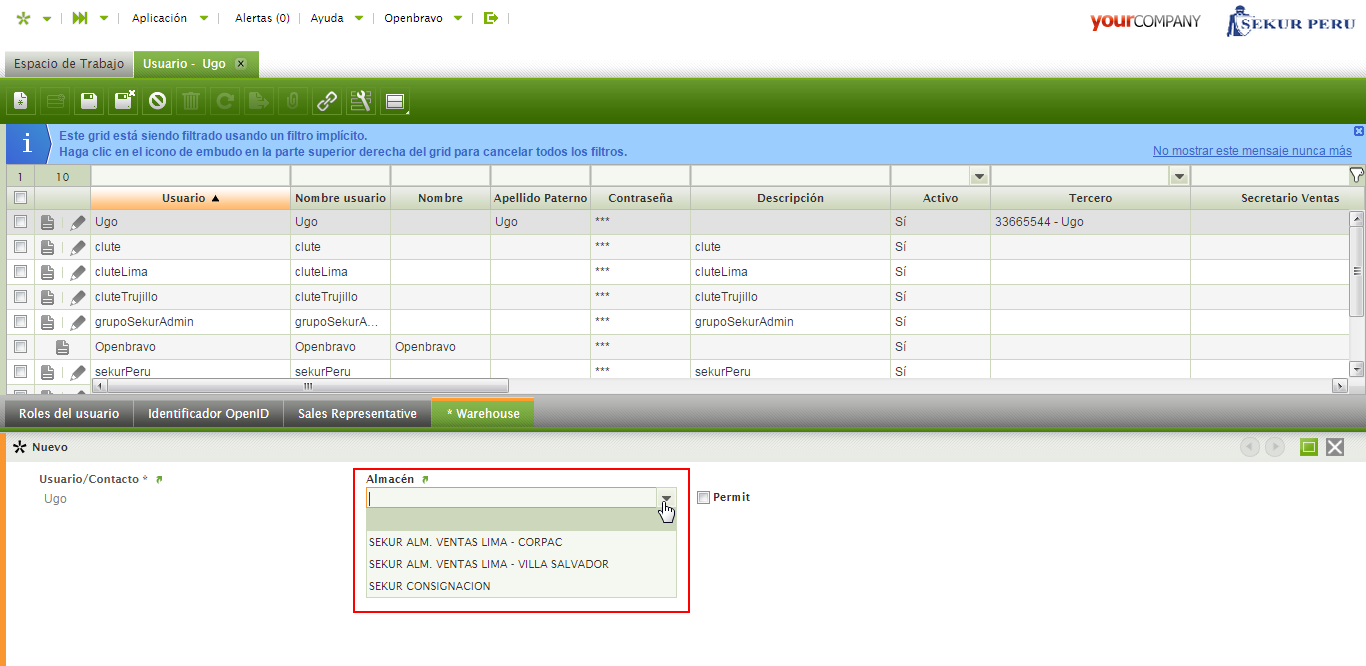 Aplicación Alertas (0) Ayuda Openbravo
yourCOMPANY SEKUR PERU
Espacio de Trabajo Usuario - Ugo
i
Este grid está siendo filtrado usando un filtro implícito.
Haga clic en el icono de embudo en la parte superior derecha del grid para cancelar todos los filtros.
No mostrar este mensaje nunca más
1 10
Usuario Nombre usuario Nombre Apellido Paterno Contraseña Descripción Activo Tercero Secretario Ventas
Ugo Ugo Ugo *** Sí 33665544 - Ugo
clute clute *** clute Sí
cluteLima cluteLima *** cluteLima Sí
cluteTrujillo cluteTrujillo *** cluteTrujillo Sí
grupoSekurAdmin grupoSekurA... *** grupoSekurAdmin Sí
Openbravo Openbravo Openbravo *** Sí
sekurPeru sekurPeru *** sekurPeru Sí
Roles del usuario Identificador OpenID Sales Representative * Warehouse
Nuevo
Usuario/Contacto * Almacén
Ugo
Permit
SEKUR ALM. VENTAS LIMA - CORPAC
SEKUR ALM. VENTAS LIMA - VILLA SALVADOR
SEKUR CONSIGNACION